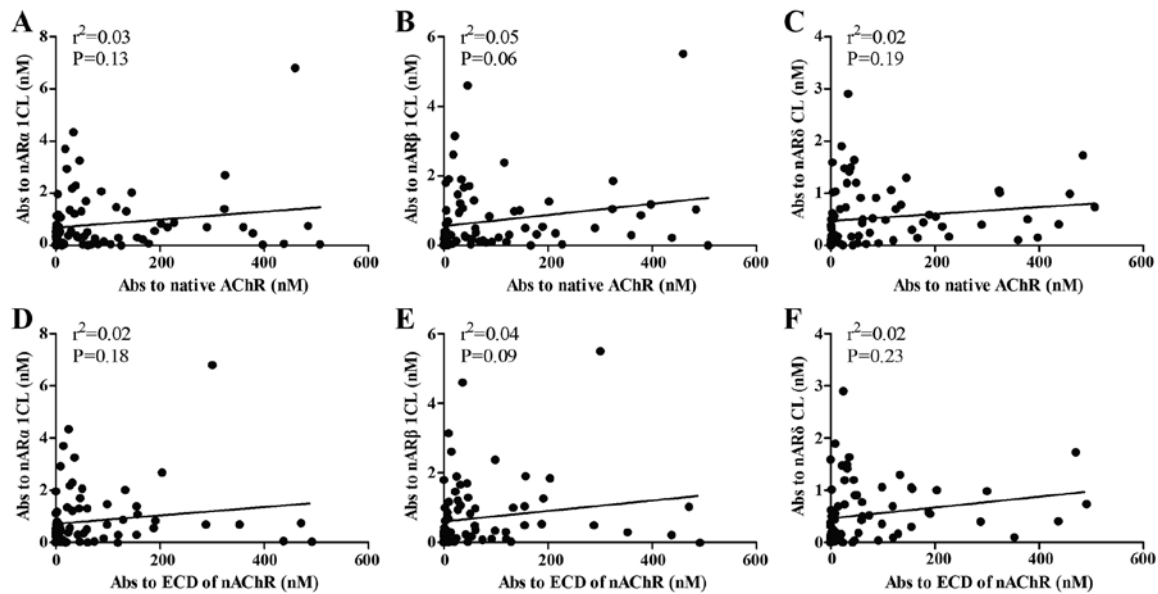 A
r²=0.03
P=0.13
Abs to nARα 1CL (nM)
8
6
4
2
0
0
200
400
600
Abs to native AChR (nM)
B
r²=0.05
P=0.06
Abs to nARβ 1CL (nM)
6
4
2
0
0
200
400
600
Abs to native AChR (nM)
C
r²=0.02
P=0.19
Abs to nARδ CL (nM)
4
3
2
1
0
0
200
400
600
Abs to native AChR (nM)
D
r²=0.02
P=0.18
Abs to nARα 1CL (nM)
8
6
4
2
0
0
200
400
600
Abs to ECD of nAChR (nM)
E
r²=0.04
P=0.09
Abs to nARβ 1CL (nM)
6
4
2
0
0
200
400
600
Abs to ECD of nAChR (nM)
F
r²=0.02
P=0.23
Abs to nARδ CL (nM)
4
3
2
1
0
0
200
400
600
Abs to ECD of nAChR (nM)